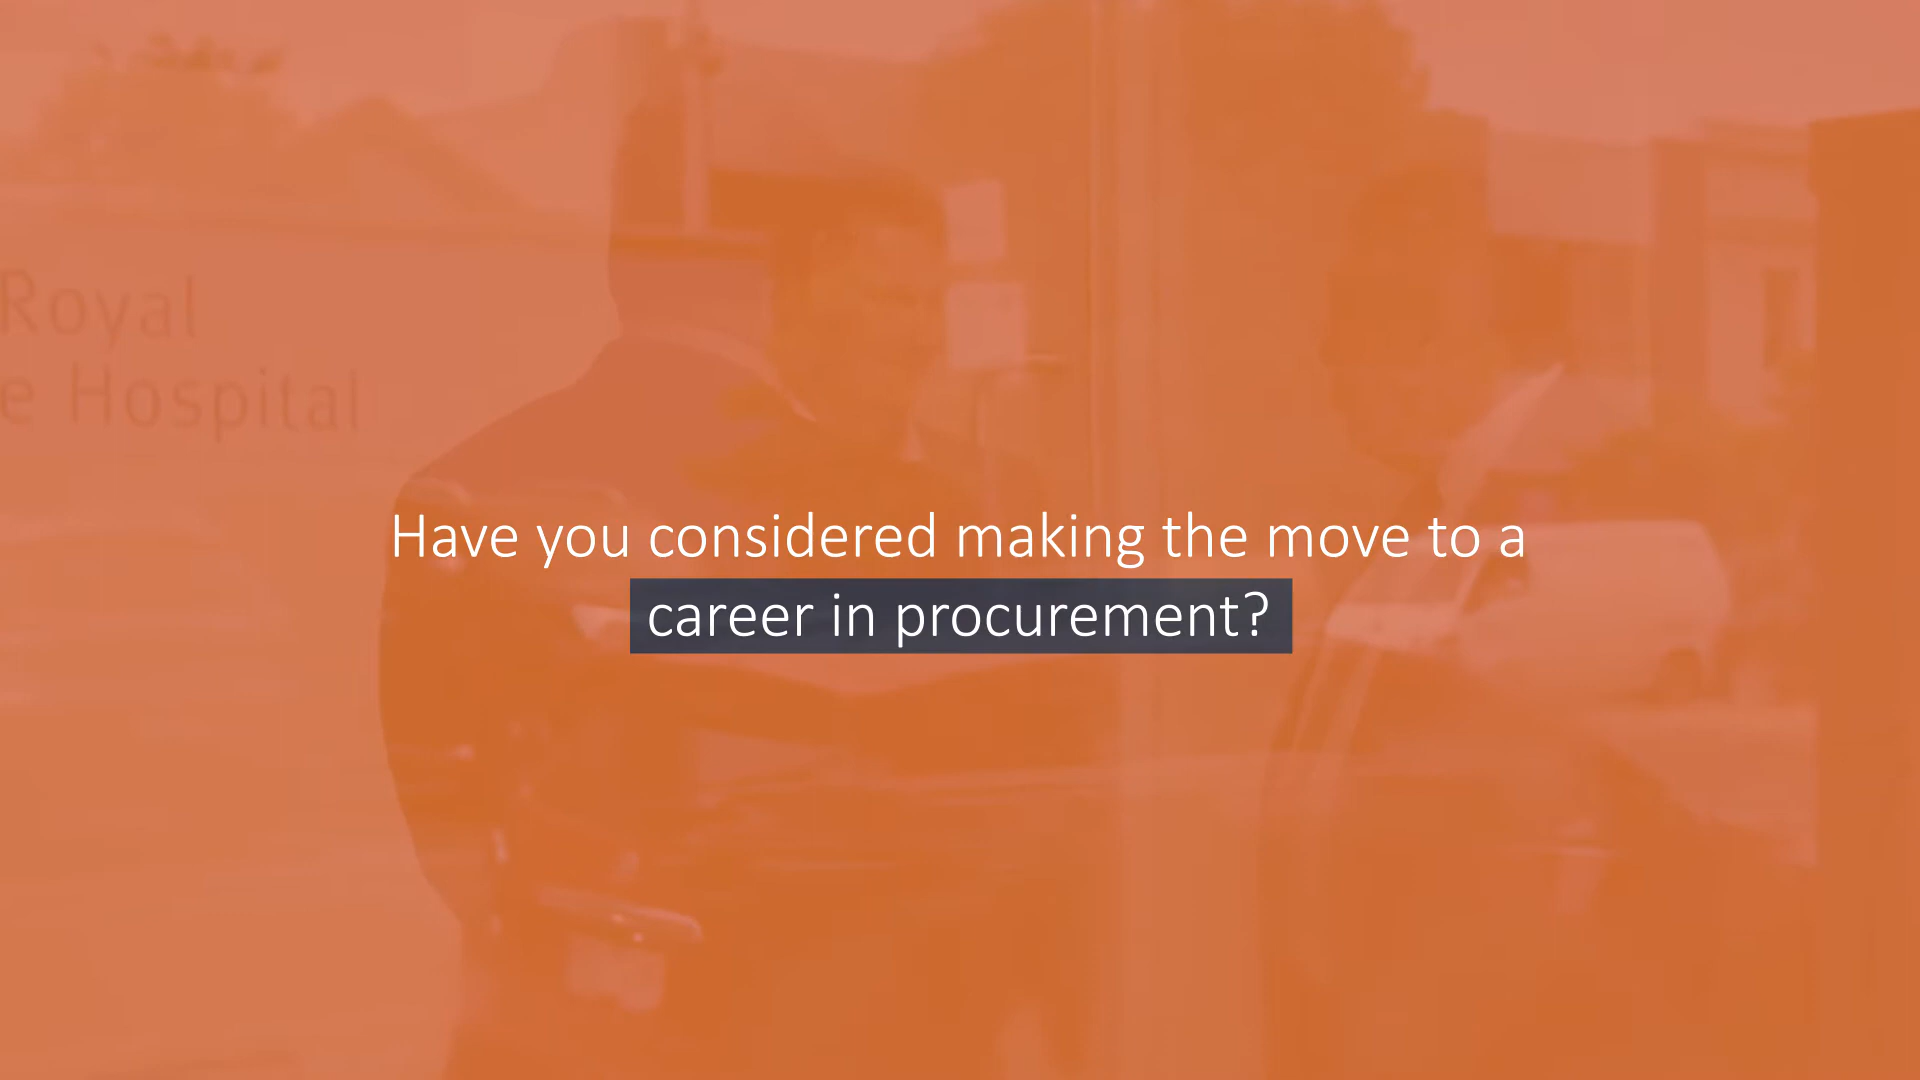 Royal
e Hospital
Have you considered making the move to a
career in procurement?